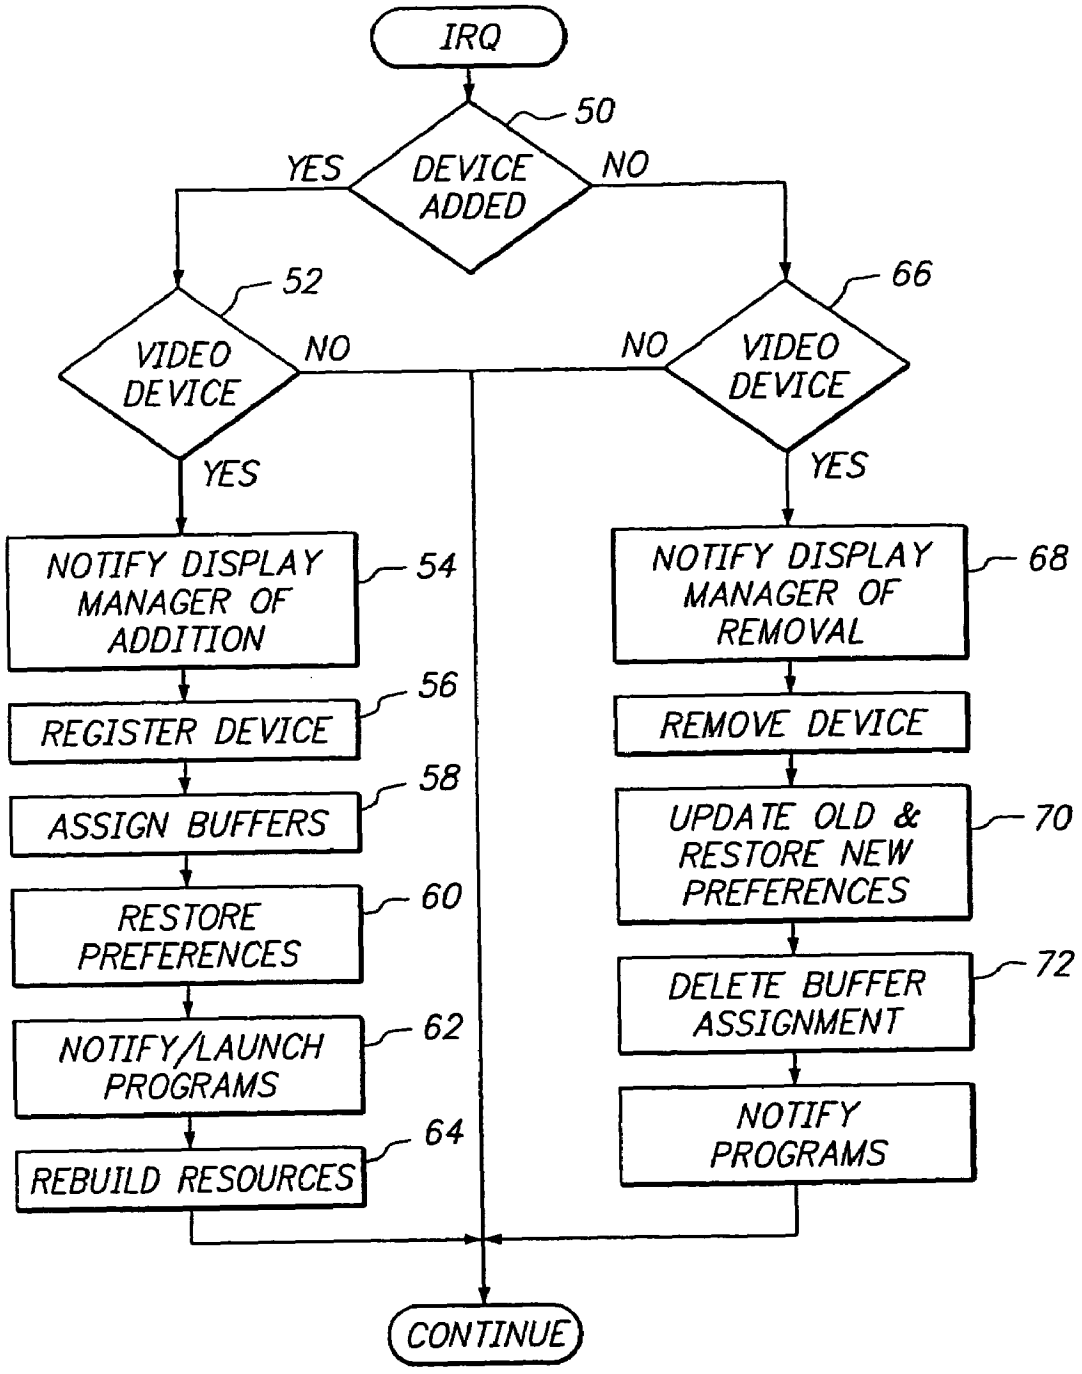 IRQ
50
DEVICE
ADDED
YES
NO
52
66
VIDEO
DEVICE
NO
NO
VIDEO
DEVICE
YES
YES
NOTIFY DISPLAY
MANAGER OF
ADDITION
54
NOTIFY DISPLAY
MANAGER OF
REMOVAL
68
REGISTER DEVICE
56
REMOVE DEVICE
ASSIGN BUFFERS
58
UPDATE OLD &
RESTORE NEW
PREFERENCES
70
RESTORE
PREFERENCES
60
DELETE BUFFER
ASSIGNMENT
72
NOTIFY/LAUNCH
PROGRAMS
62
NOTIFY
PROGRAMS
REBUILD RESOURCES
64
CONTINUE